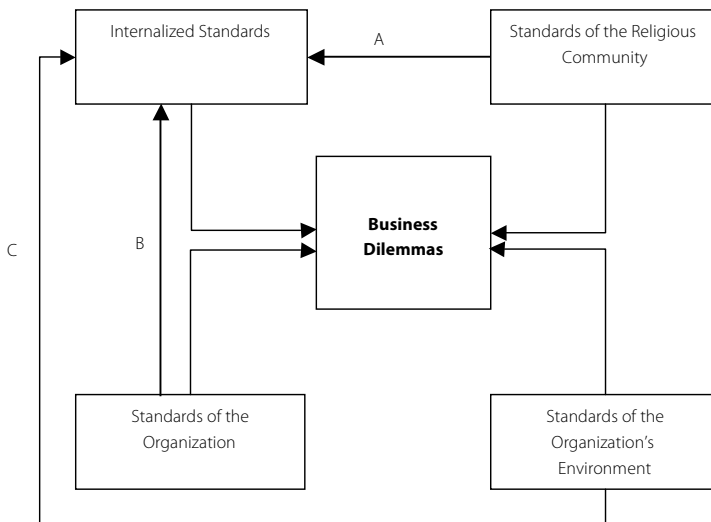 Internalized Standards
A
Standards of the Religious
Community
Business
Dilemmas
B
C
Standards of the
Organization
Standards of the
Organization's
Environment